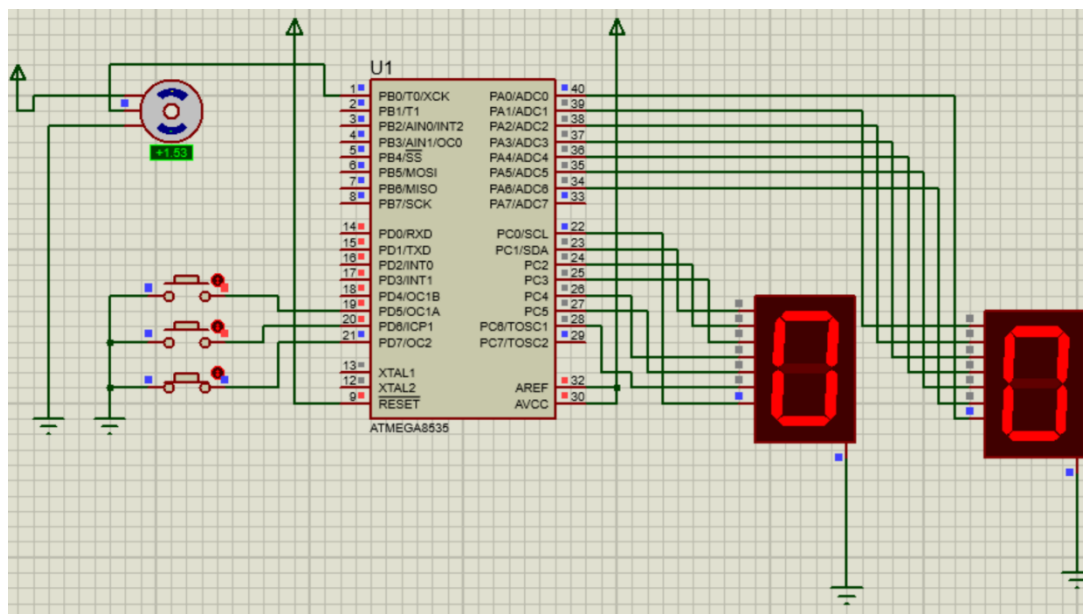 U1
1 PB0/T0/XCK PA0/ADC0 40
2 PB1/T1 PA1/ADC1 39
3 PB2/AIN0/INT2 PA2/ADC2 38
4 PB3/AIN1/OC0 PA3/ADC3 37
5 PB4/SS PA4/ADC4 36
6 PB5/MOSI PA5/ADC5 35
7 PB6/MISO PA6/ADC6 34
8 PB7/SCK PA7/ADC7 33
+1.53
14 PD0/RXD PC0/SCL 22
15 PD1/TXD PC1/SDA 23
16 PD2/INT0 PC2 24
17 PD3/INT1 PC3 25
18 PD4/OC1B PC4 26
19 PD5/OC1A PC5 27
20 PD6/ICP1 PC6/TOSC1 28
21 PD7/OC2 PC7/TOSC2 29
13 XTAL1
12 XTAL2 AREF 32
9 RESET AVCC 30
ATMEGA8535
0 0